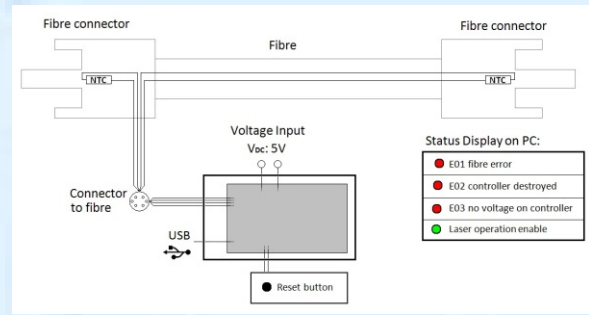 Fibre connector
Fibre
Fibre connector
NTC
NTC
Voltage Input
VDC: 5V
Connector
to fibre
USB
Reset button
Status Display on PC:
E01 fibre error
E02 controller destroyed
E03 no voltage on controller
Laser operation enable